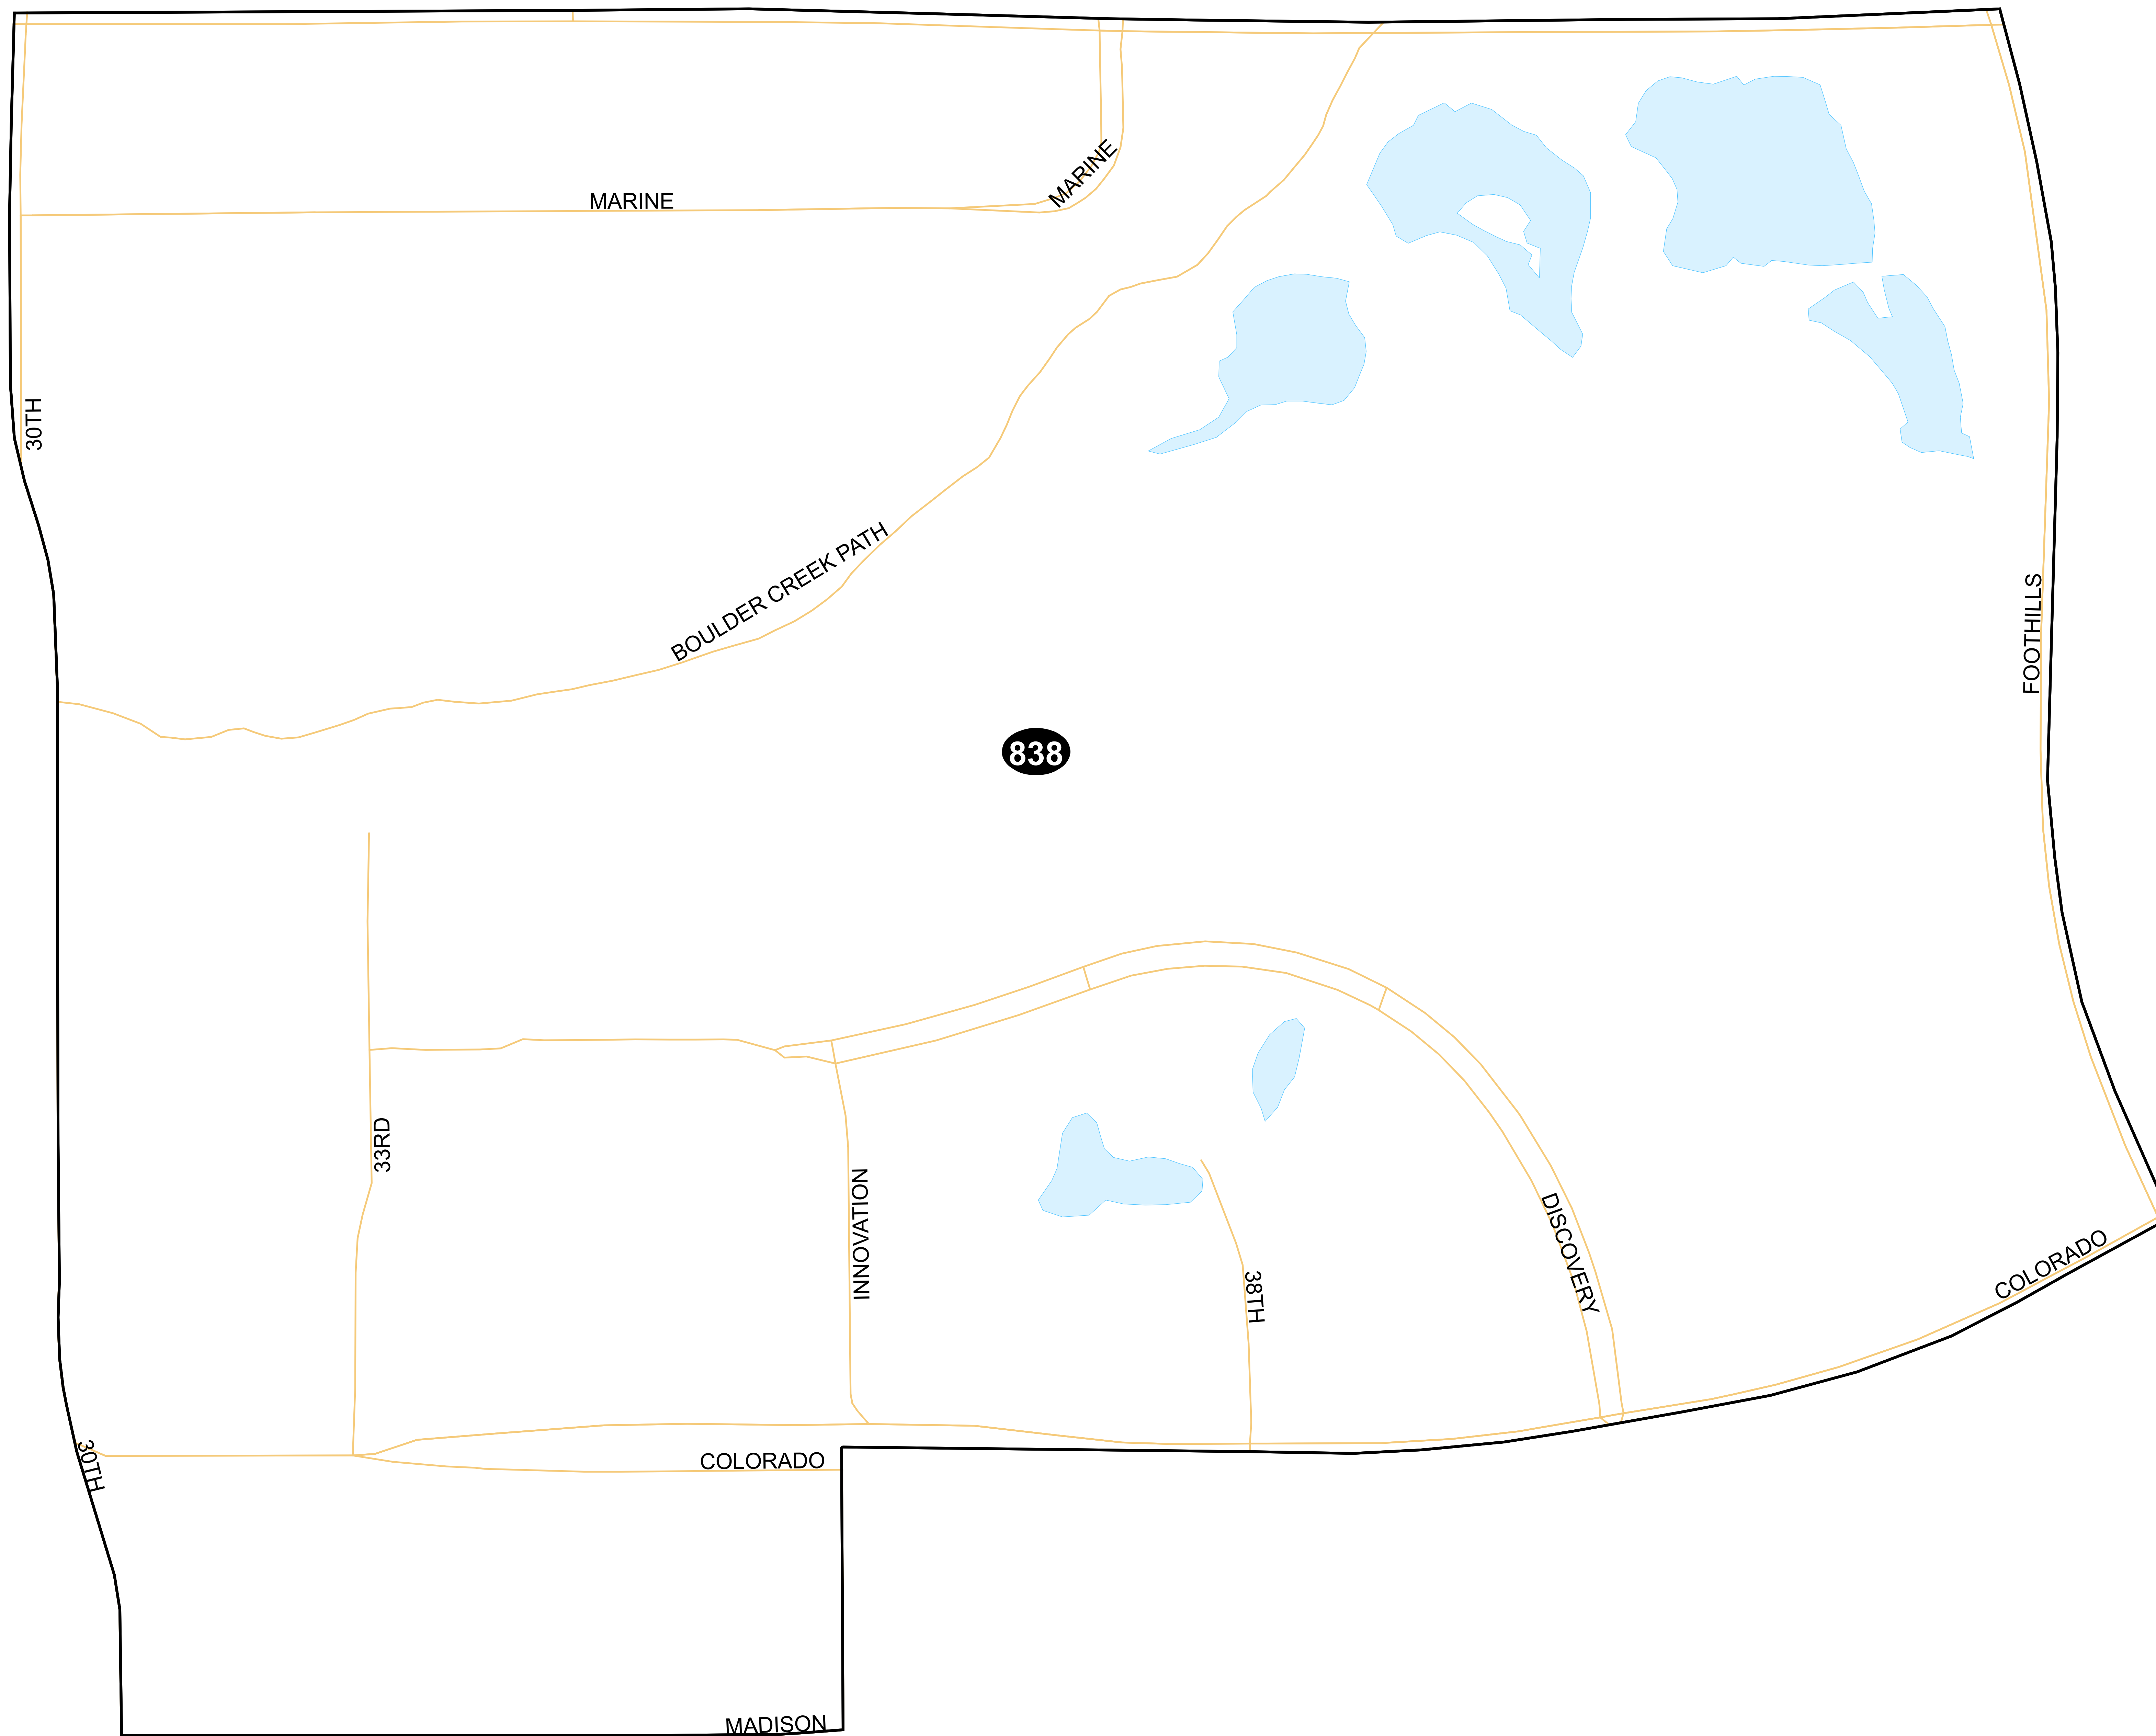 MARINE
MARINE
30TH
BOULDER CREEK PATH
FOOTHILLS
838
33RD
INNOVATION
DISCOVERY
38TH
COLORADO
30TH
COLORADO
MADISON